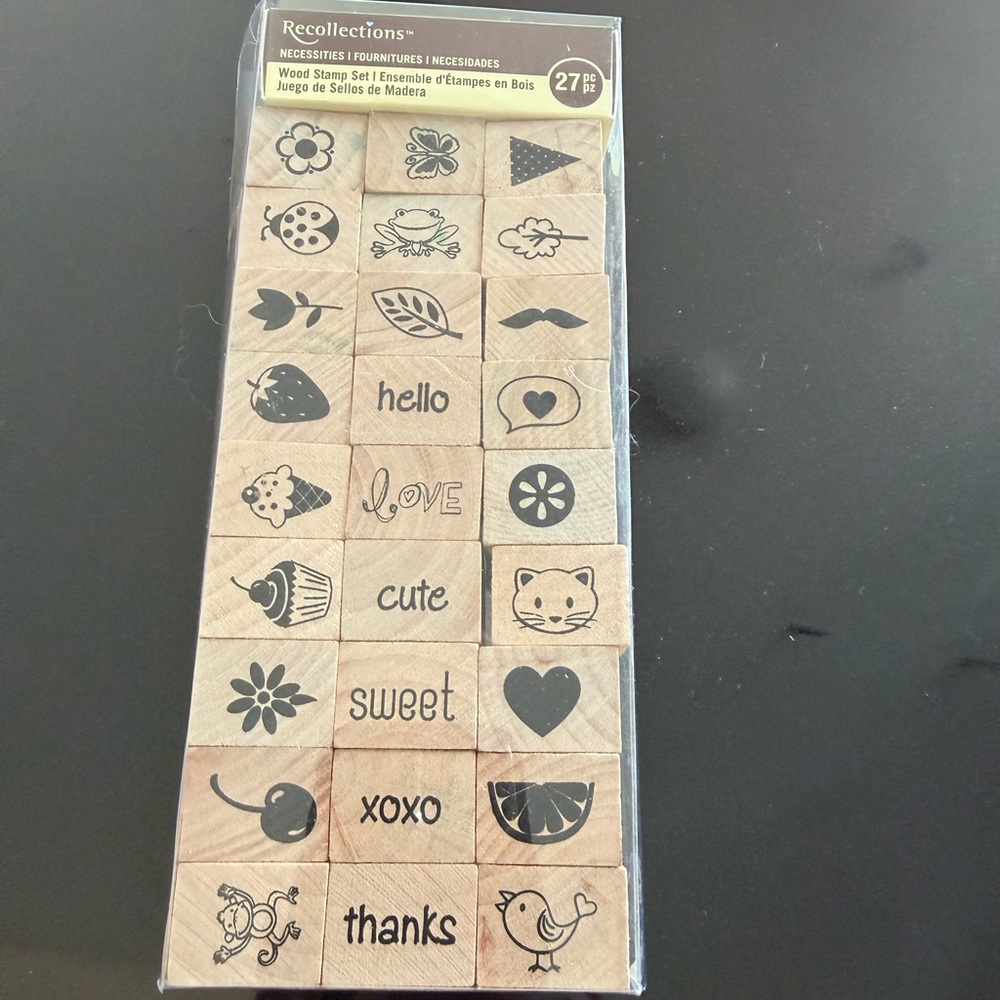 Recollections™
NECESSITIES | FOURNITURES | NECESIDADES
Wood Stamp Set | Ensemble d'Étampes en Bois
Juego de Sellos de Madera
27 pc
pz
hello
love
cute
sweet
xoxo
thanks